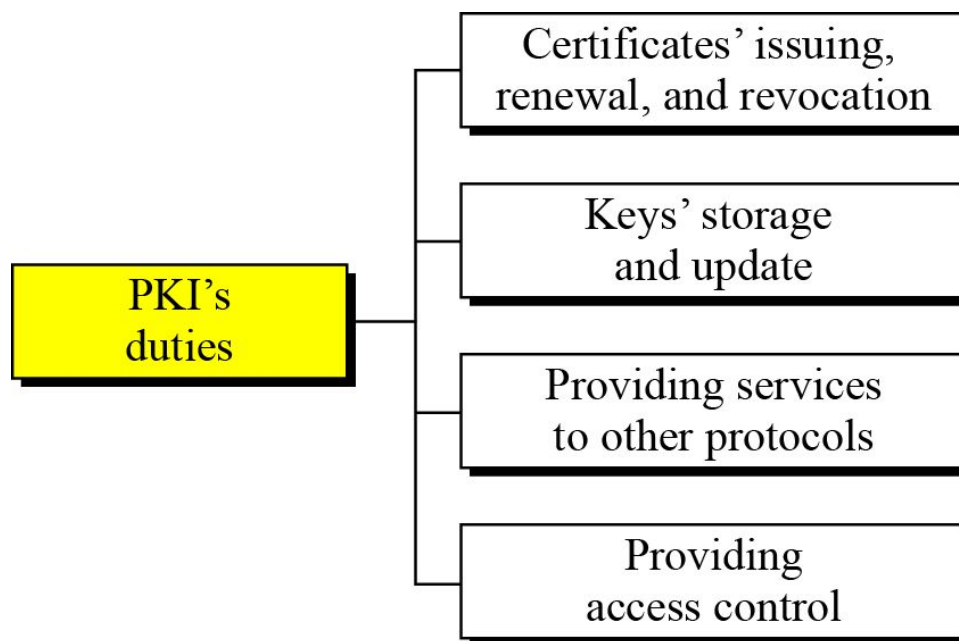 Certificates’ issuing,
renewal, and revocation
Keys’ storage
and update
PKI’s
duties
Providing services
to other protocols
Providing
access control